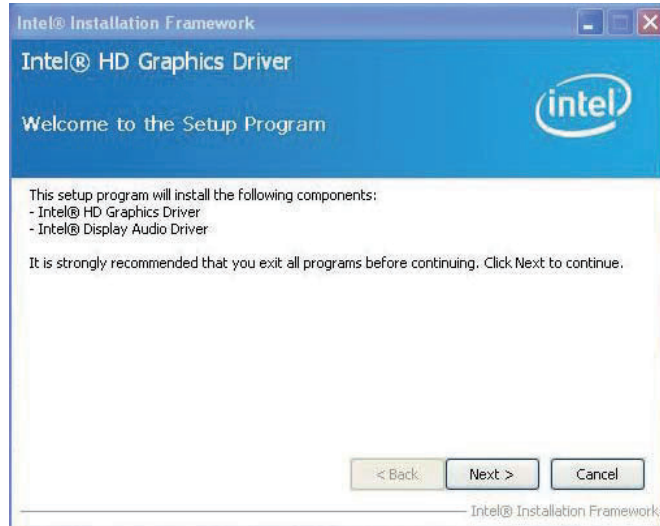 Intel® Installation Framework
Intel® HD Graphics Driver
intel
Welcome to the Setup Program
This setup program will install the following components:
- Intel® HD Graphics Driver
- Intel® Display Audio Driver
It is strongly recommended that you exit all programs before continuing. Click Next to continue.
< Back Next > Cancel
Intel® Installation Framework